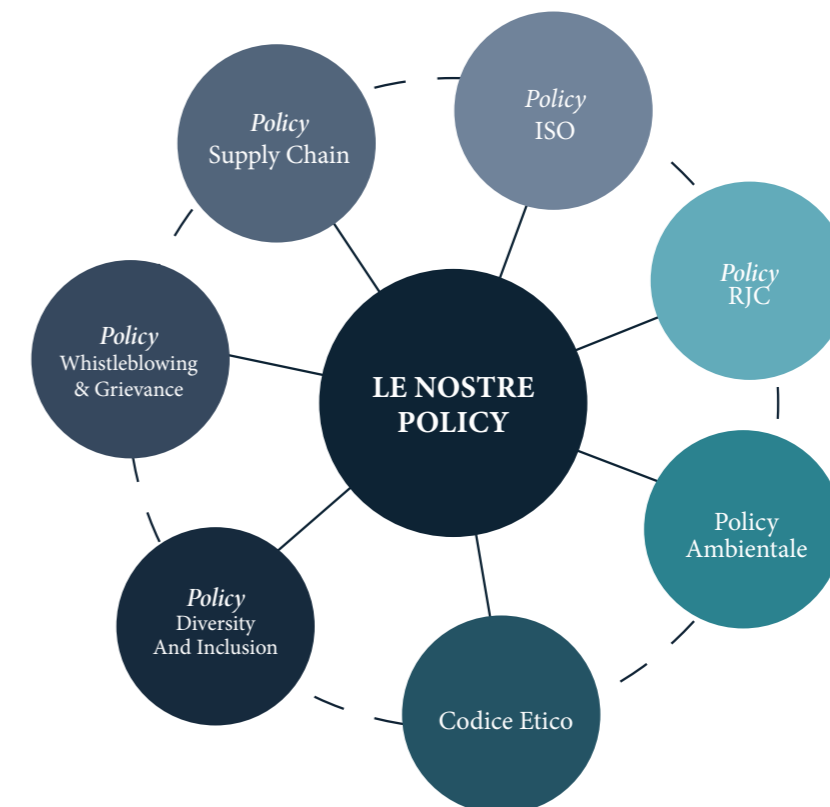 Policy
ISO
Policy
Supply Chain
Policy
RJC
Policy
Whistleblowing
& Grievance
LE NOSTRE
POLICY
Policy
Ambientale
Policy
Diversity
And Inclusion
Codice Etico